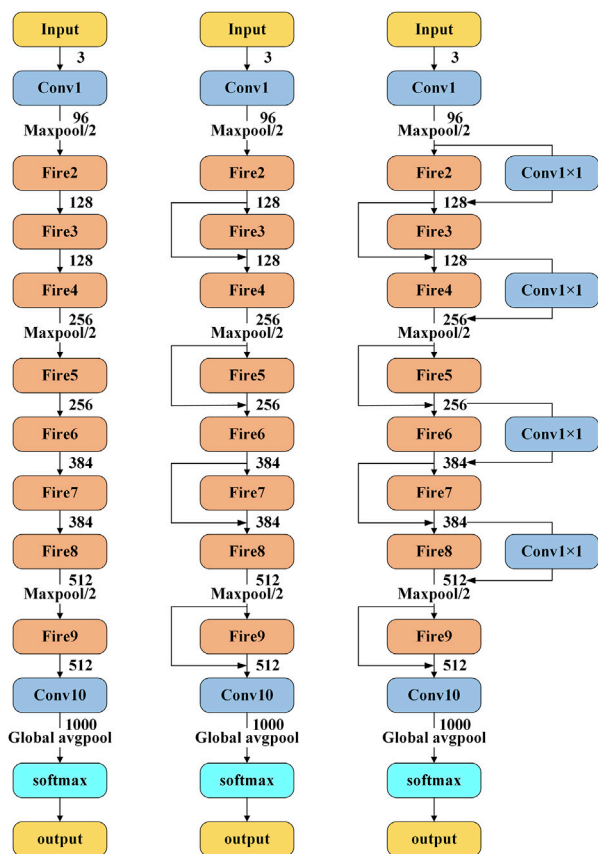 Input
3
Conv1
96
Maxpool/2
Fire2
128
Fire3
128
Fire4
256
Maxpool/2
Fire5
256
Fire6
384
Fire7
384
Fire8
512
Maxpool/2
Fire9
512
Conv10
1000
Global avgpool
softmax
output
Input
3
Conv1
96
Maxpool/2
Fire2
128
Fire3
128
Fire4
256
Maxpool/2
Fire5
256
Fire6
384
Fire7
384
Fire8
512
Maxpool/2
Fire9
512
Conv10
1000
Global avgpool
softmax
output
Input
3
Conv1
96
Maxpool/2
Fire2
Conv1×1
128
Fire3
128
Fire4
Conv1×1
256
Maxpool/2
Fire5
256
Fire6
Conv1×1
384
Fire7
384
Fire8
Conv1×1
512
Maxpool/2
Fire9
512
Conv10
1000
Global avgpool
softmax
output